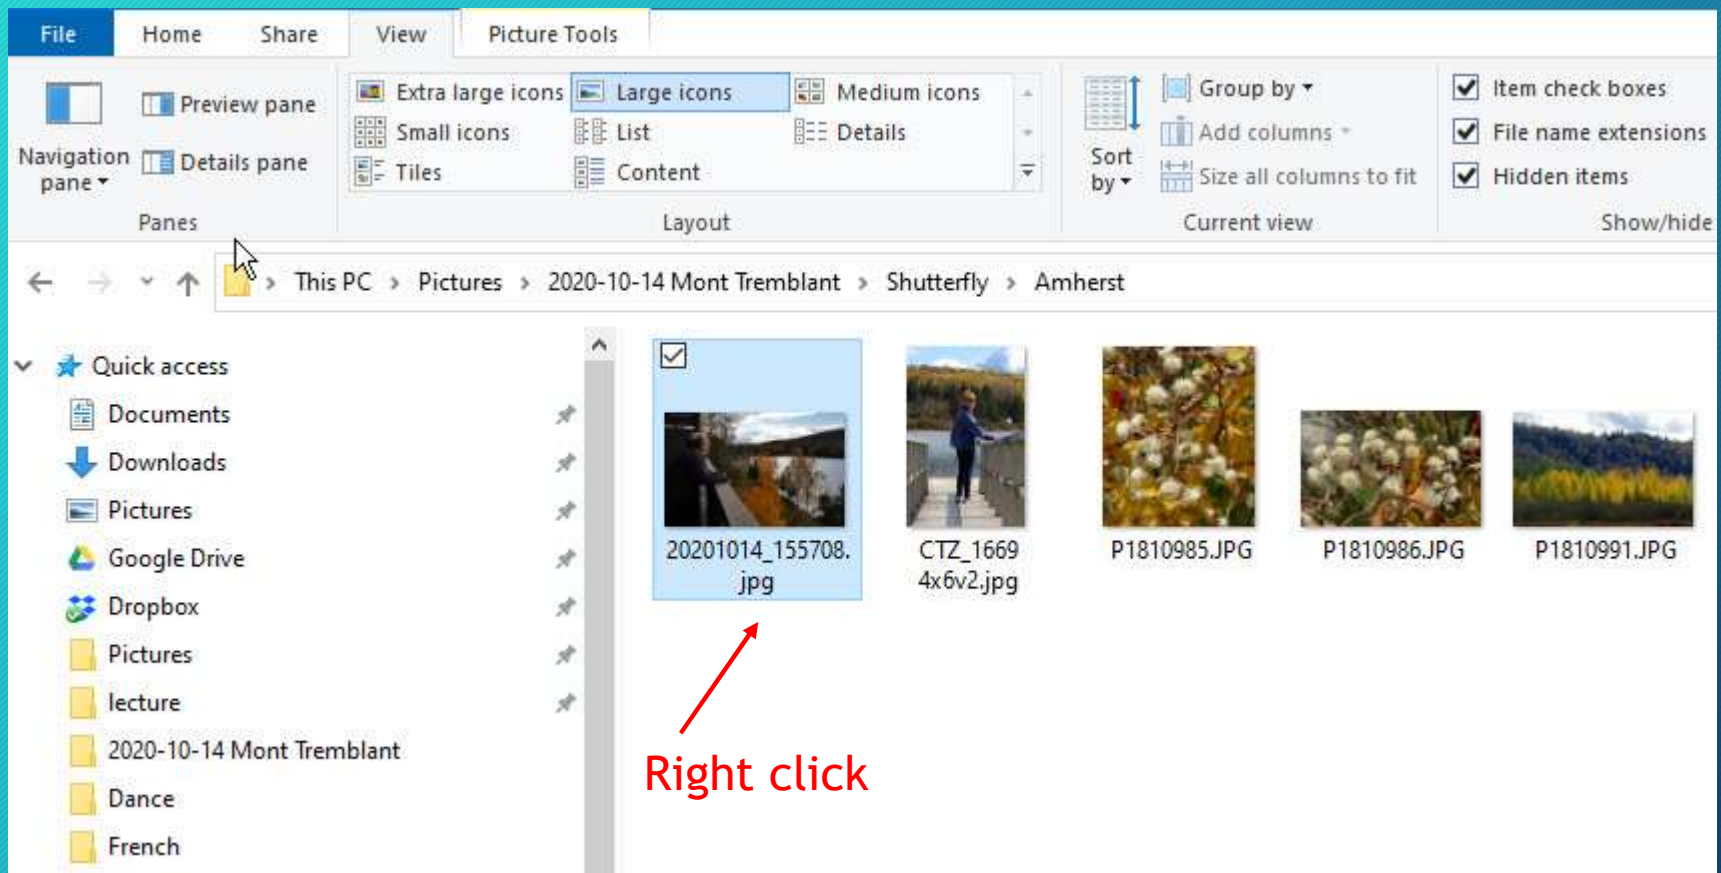 File Home Share View Picture Tools
Navigation pane
Preview pane
Details pane
Panes
Extra large icons Large icons Medium icons
Small icons List Details
Tiles Content
Layout
Sort by
Group by
Add columns
Size all columns to fit
Current view
Item check boxes
File name extensions
Hidden items
Show/hide
This PC > Pictures > 2020-10-14 Mont Tremblant > Shutterfly > Amherst
Quick access
Documents
Downloads
Pictures
Google Drive
Dropbox
Pictures
lecture
2020-10-14 Mont Tremblant
Dance
French
20201014_155708.
jpg
CTZ_1669
4x6v2.jpg
P1810985.JPG
P1810986.JPG
P1810991.JPG
Right click